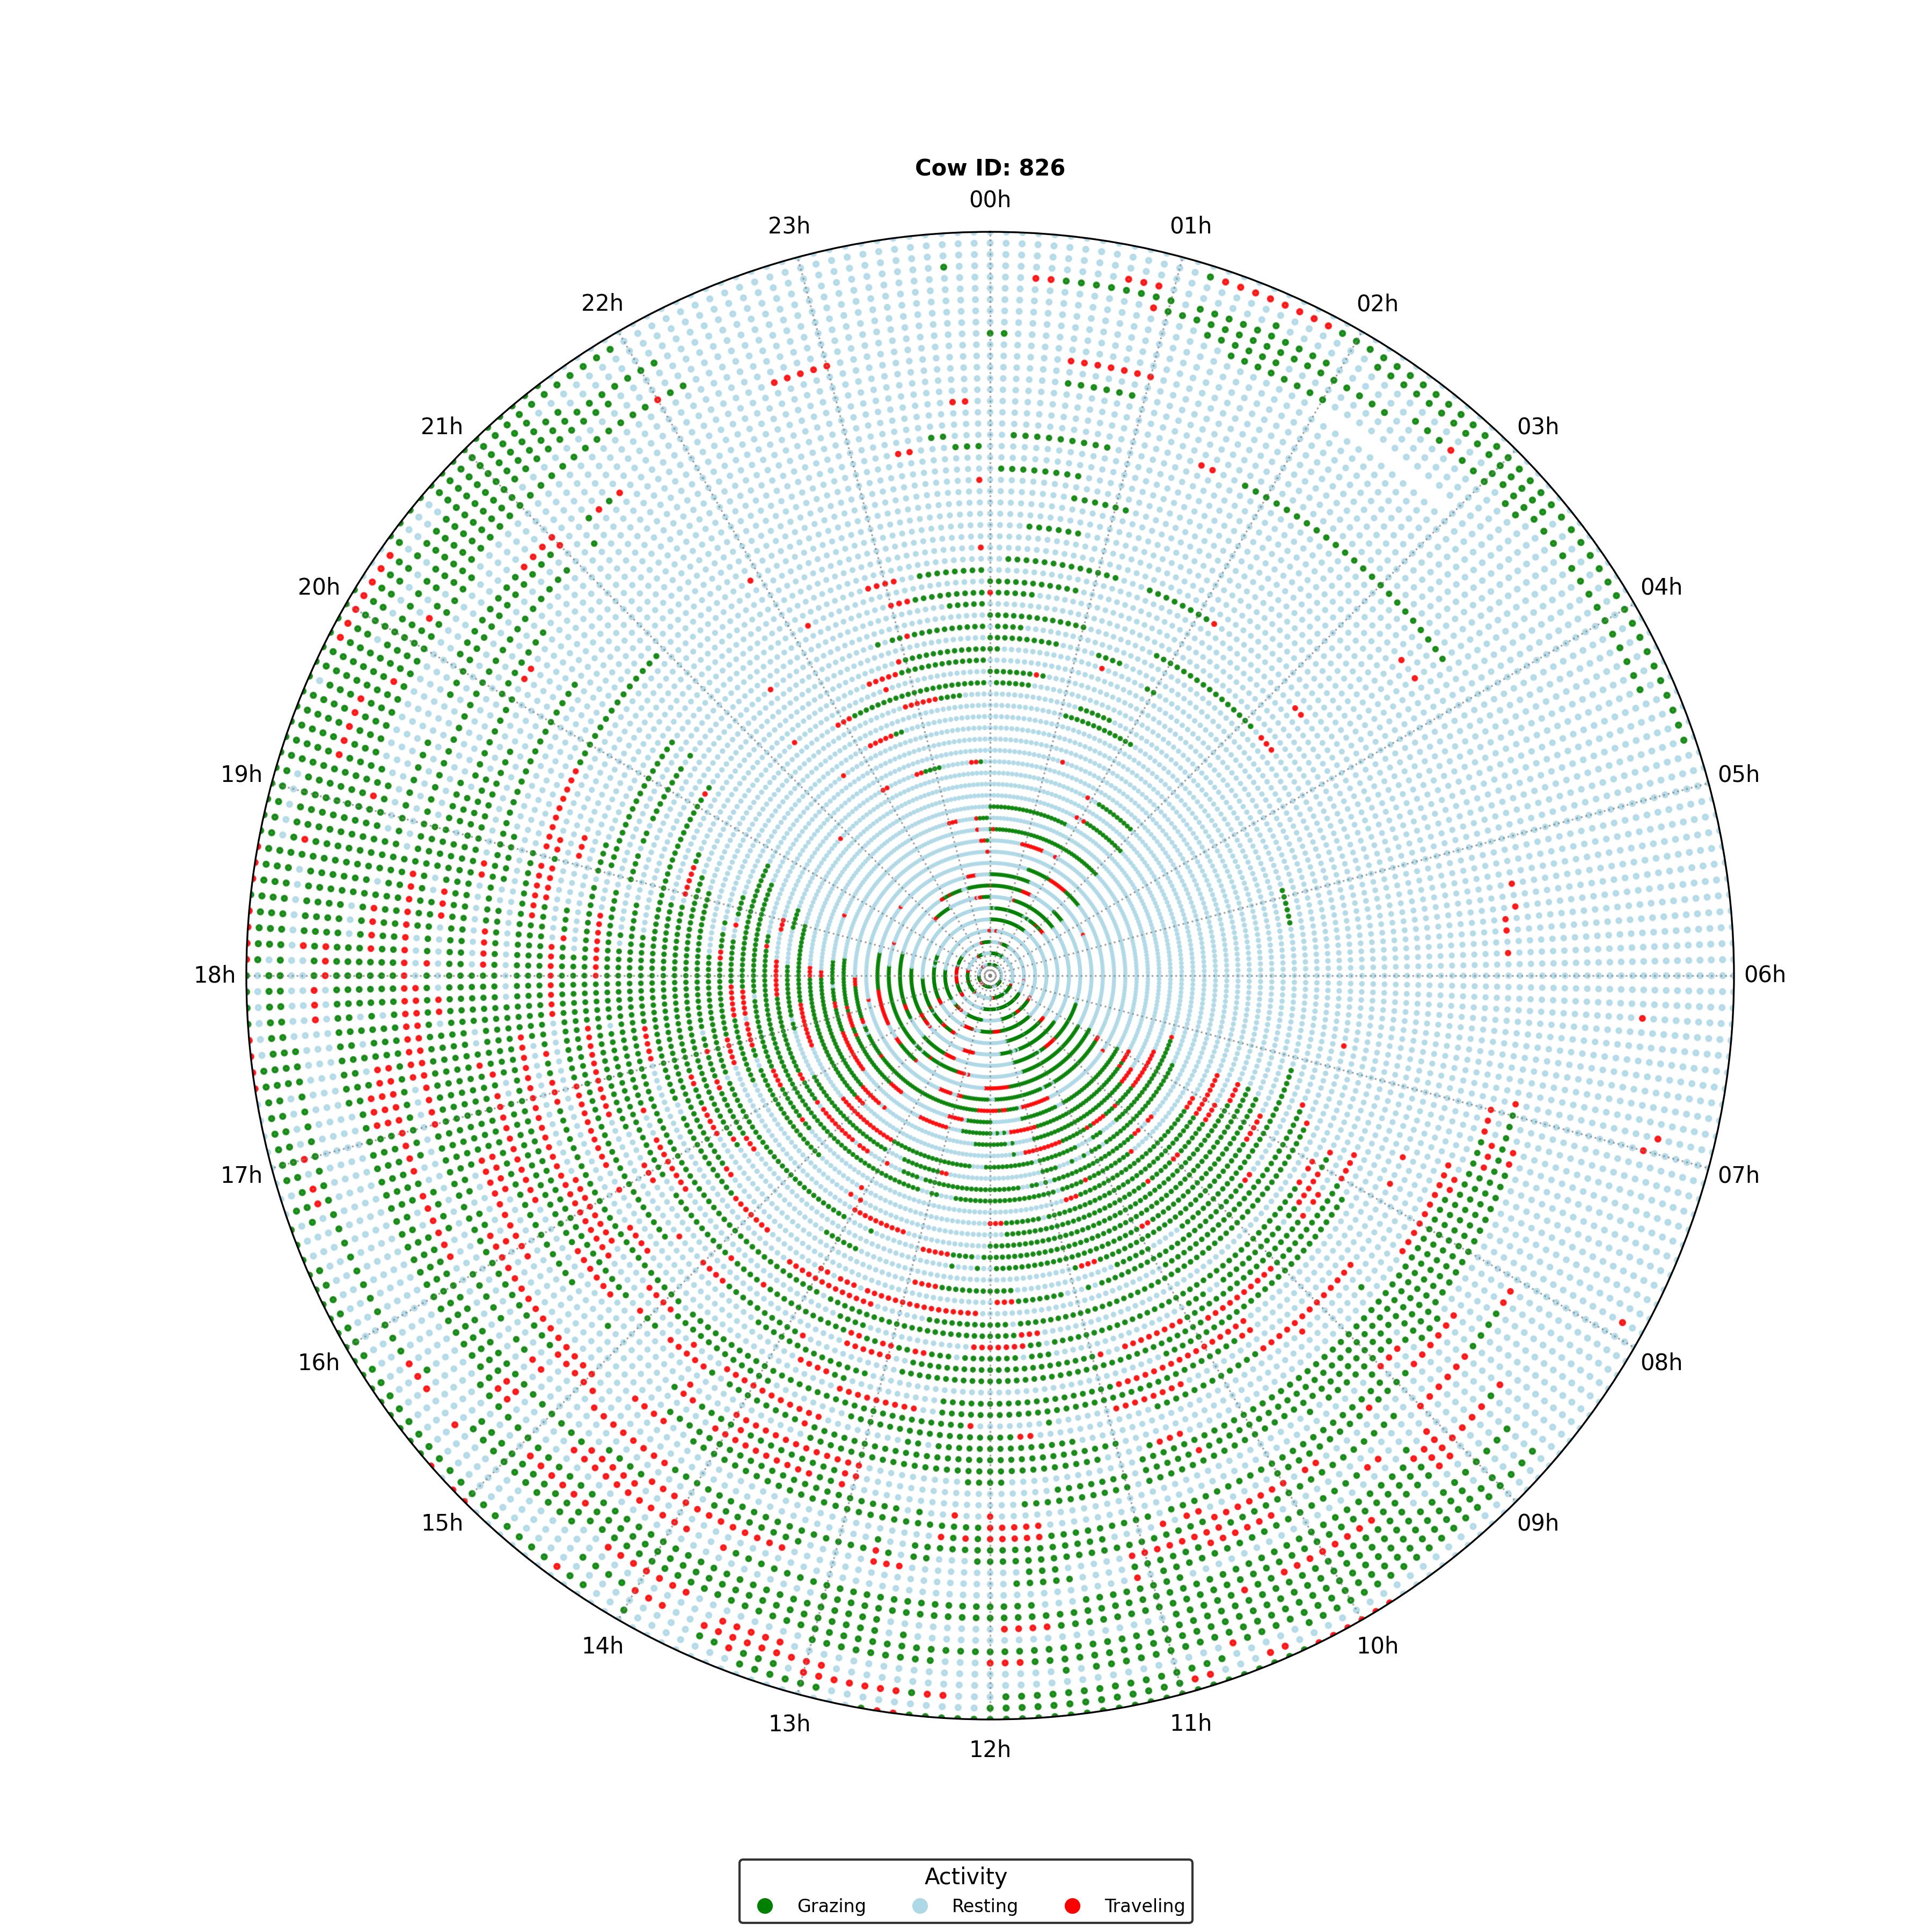 Cow ID: 826
00h
23h
01h
22h
02h
21h
03h
20h
04h
19h
05h
18h
06h
17h
07h
16h
08h
15h
09h
14h
10h
13h
11h
12h
Activity
Grazing
Resting
Traveling